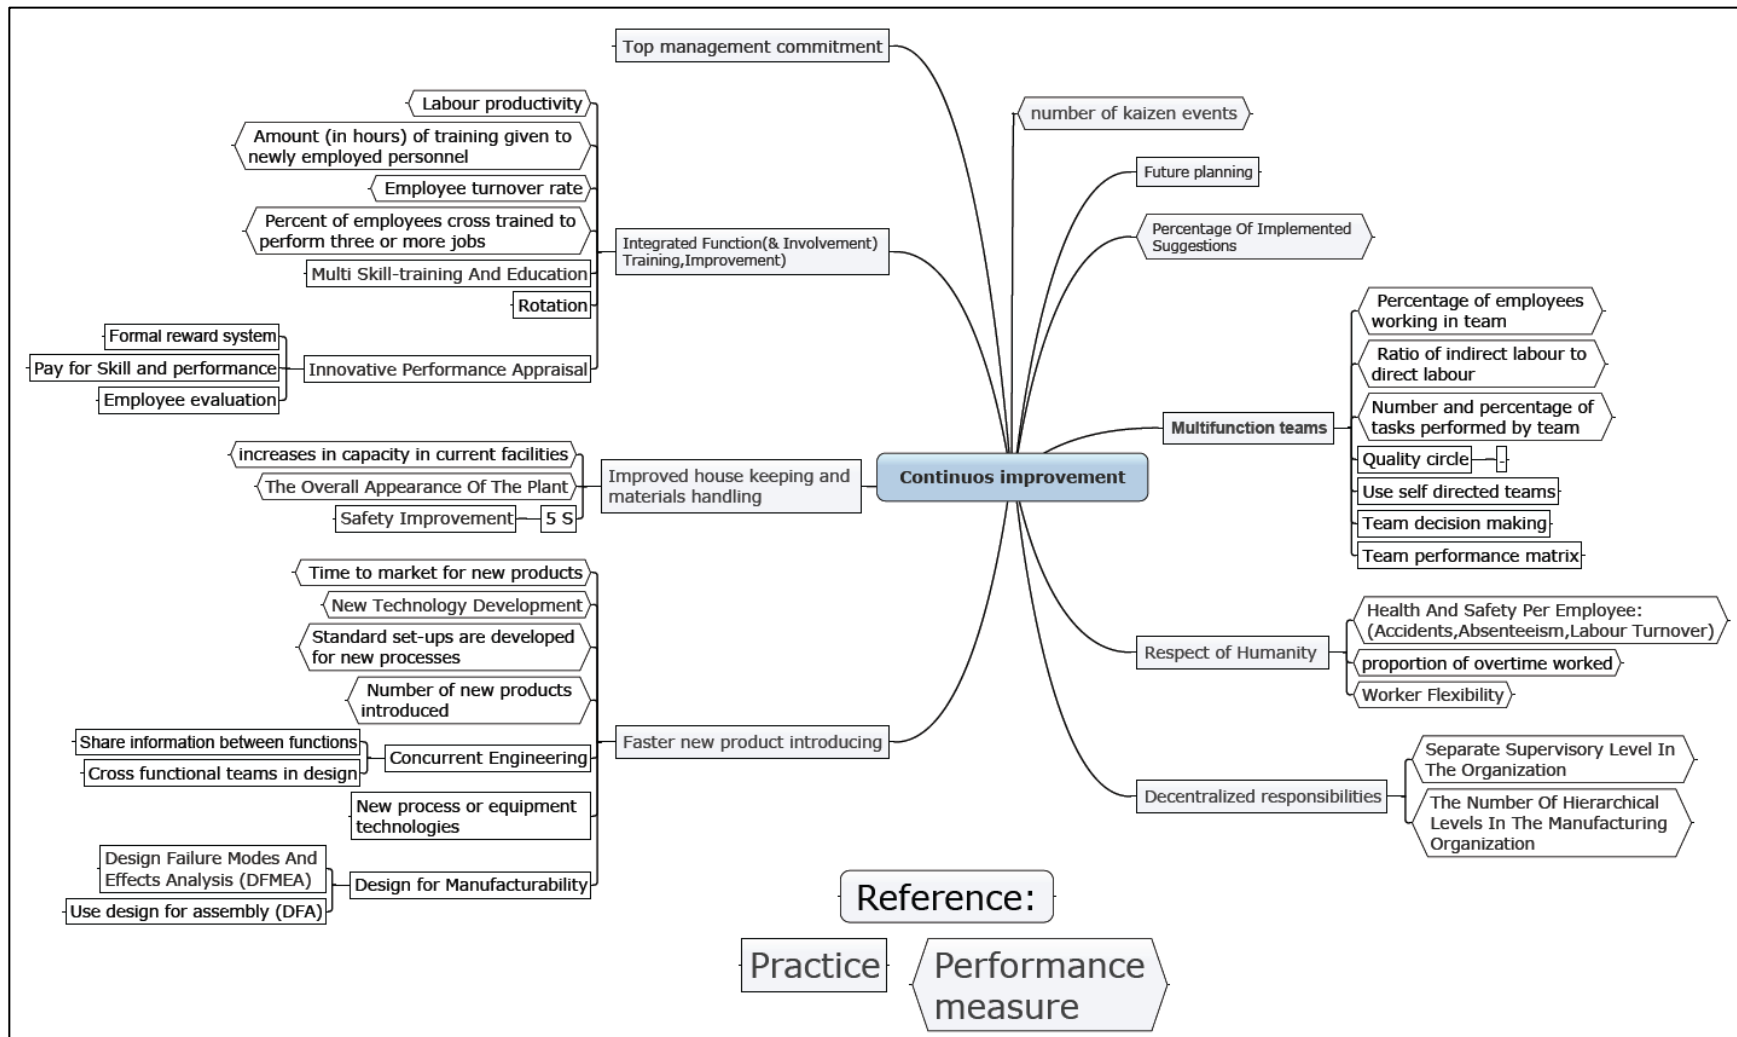 Top management commitment
Labour productivity
Amount (in hours) of training given to
newly employed personnel
Employee turnover rate
Percent of employees cross trained to
perform three or more jobs
Multi Skill-training And Education
Rotation
Formal reward system
Pay for Skill and performance
Employee evaluation
Innovative Performance Appraisal
Integrated Function(& Involvement)
Training,Improvement)
increases in capacity in current facilities
The Overall Appearance Of The Plant
Safety Improvement
5 S
Improved house keeping and
materials handling
Time to market for new products
New Technology Development
Standard set-ups are developed
for new processes
Number of new products
introduced
Share information between functions
Cross functional teams in design
Concurrent Engineering
New process or equipment
technologies
Design Failure Modes And
Effects Analysis (DFMEA)
Use design for assembly (DFA)
Design for Manufacturability
Faster new product introducing
Continuos improvement
number of kaizen events
Future planning
Percentage Of Implemented
Suggestions
Multifunction teams
Percentage of employees
working in team
Ratio of indirect labour to
direct labour
Number and percentage of
tasks performed by team
Quality circle
-
Use self directed teams
Team decision making
Team performance matrix
Respect of Humanity
Health And Safety Per Employee:
(Accidents,Absenteeism,Labour Turnover)
proportion of overtime worked
Worker Flexibility
Decentralized responsibilities
Separate Supervisory Level In
The Organization
The Number Of Hierarchical
Levels In The Manufacturing
Organization
Reference:
Practice
Performance
measure